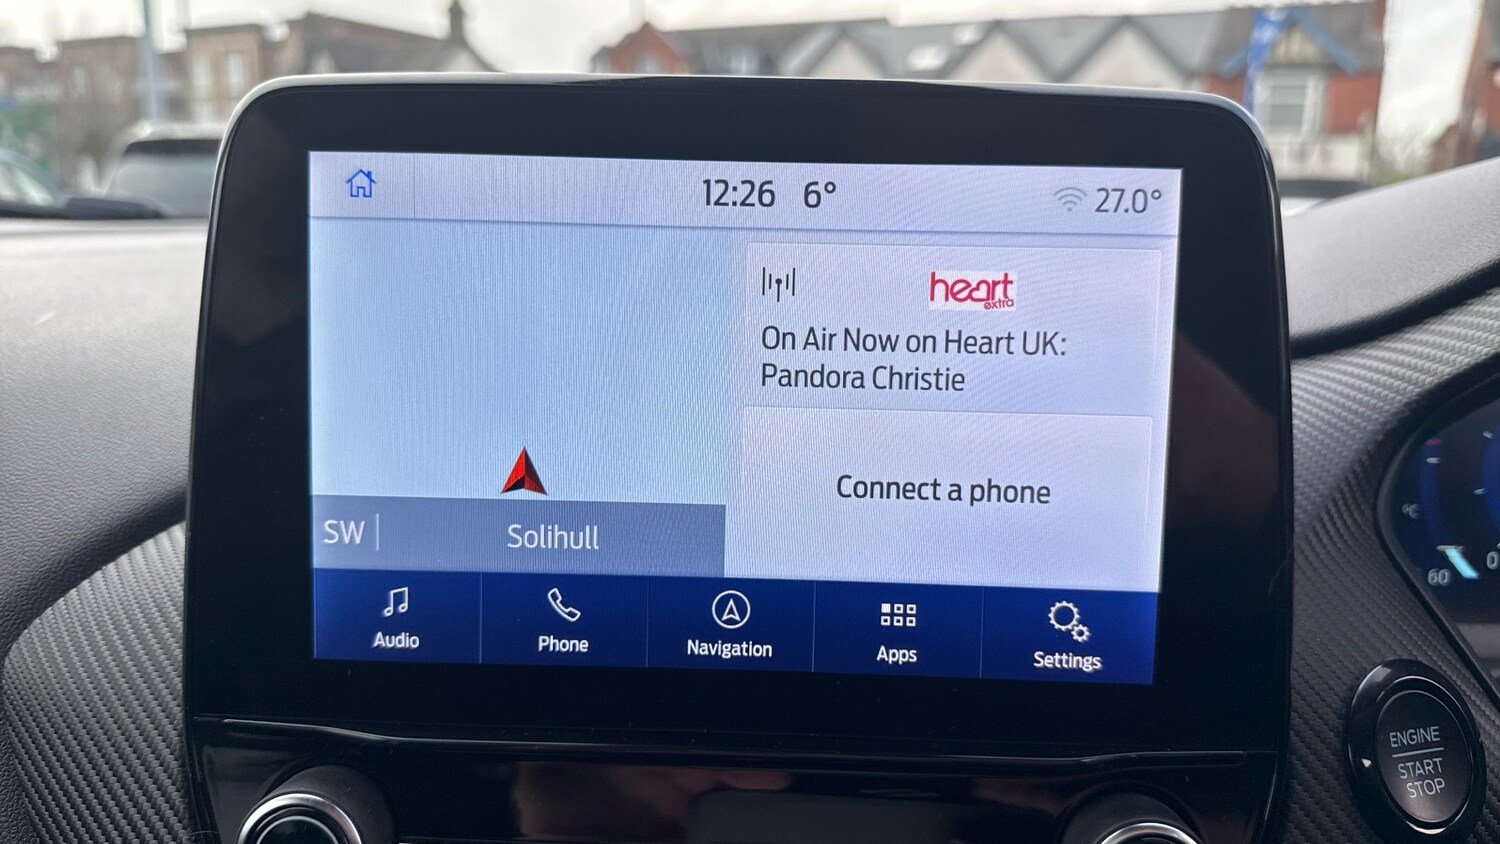 12:26 6°
27.0°
heart
extra
On Air Now on Heart UK:
Pandora Christie
Connect a phone
SW
Solihull
Audio
Phone
Navigation
Apps
Settings
°C
60
0
ENGINE
START
STOP